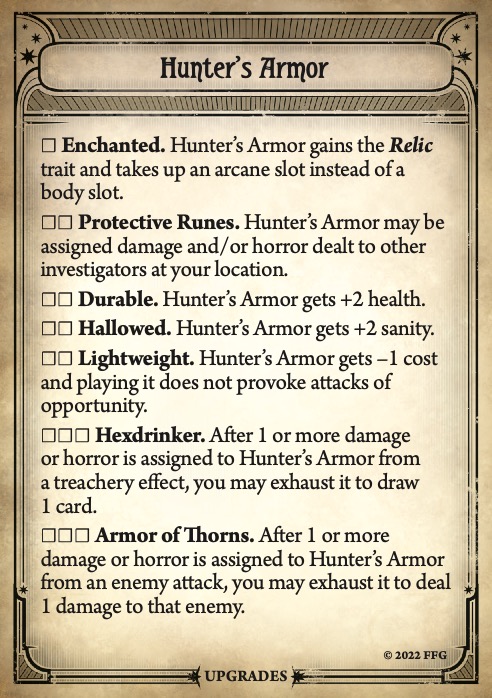 Hunter's Armor
□ Enchanted. Hunter's Armor gains the Relic
trait and takes up an arcane slot instead of a
body slot.
□□ Protective Runes. Hunter's Armor may be
assigned damage and/or horror dealt to other
investigators at your location.
□□ Durable. Hunter's Armor gets +2 health.
□□ Hallowed. Hunter's Armor gets +2 sanity.
□□ Lightweight. Hunter's Armor gets –1 cost
and playing it does not provoke attacks of
opportunity.
□□□ Hexdrinker. After 1 or more damage
or horror is assigned to Hunter's Armor from
a treachery effect, you may exhaust it to draw
1 card.
□□□ Armor of Thorns. After 1 or more
damage or horror is assigned to Hunter's Armor
from an enemy attack, you may exhaust it to deal
1 damage to that enemy.
© 2022 FFG
UPGRADES